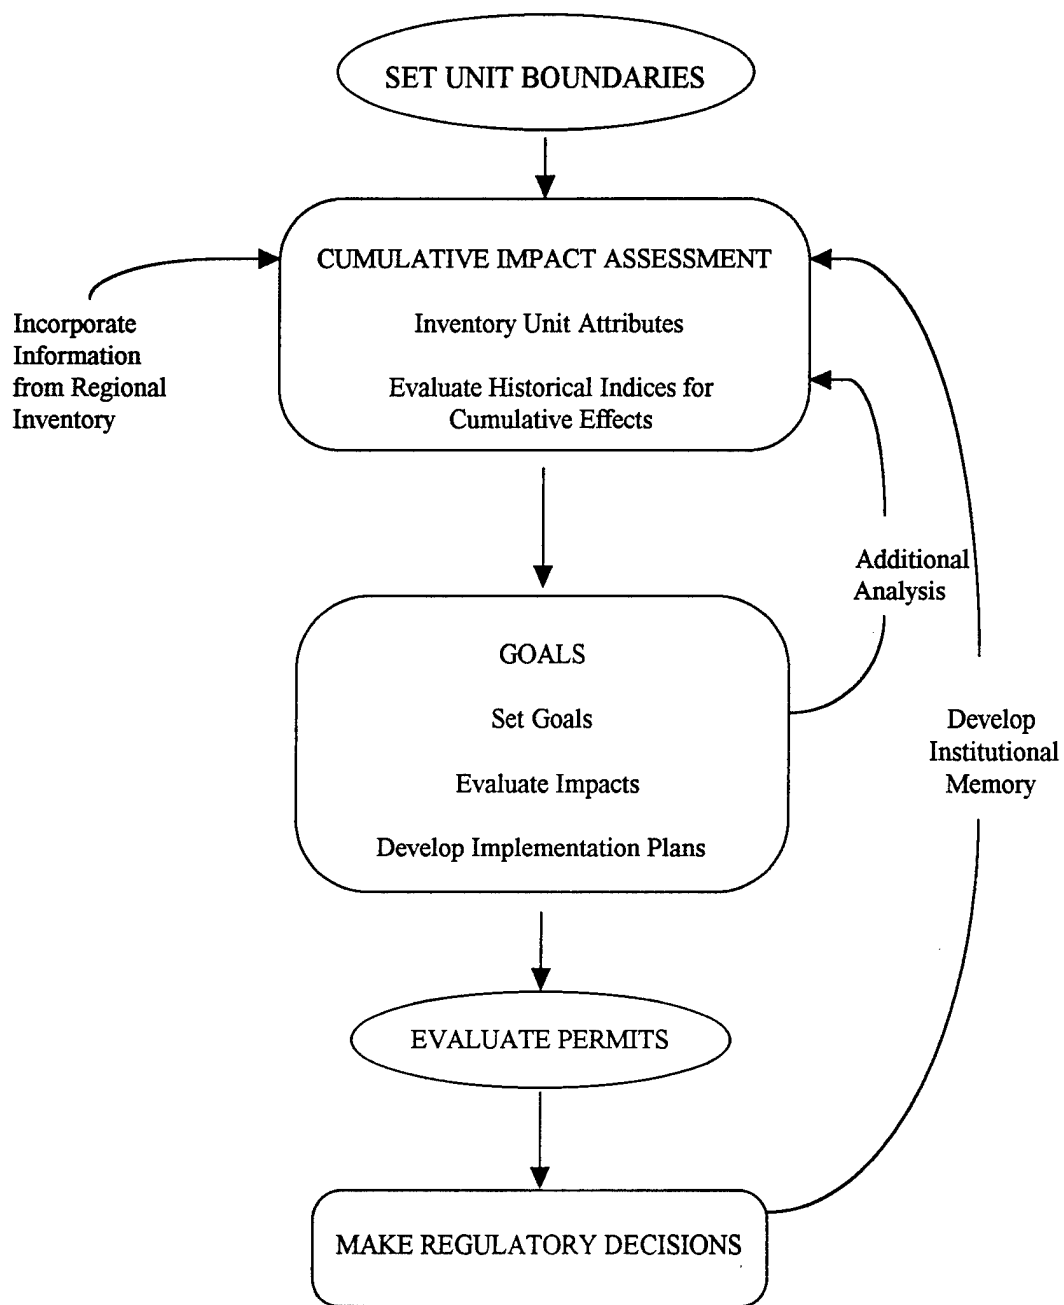 SET UNIT BOUNDARIES
CUMULATIVE IMPACT ASSESSMENT
Inventory Unit Attributes
Evaluate Historical Indices for
Cumulative Effects
Incorporate
Information
from Regional
Inventory
Additional
Analysis
GOALS
Set Goals
Evaluate Impacts
Develop Implementation Plans
Develop
Institutional
Memory
EVALUATE PERMITS
MAKE REGULATORY DECISIONS